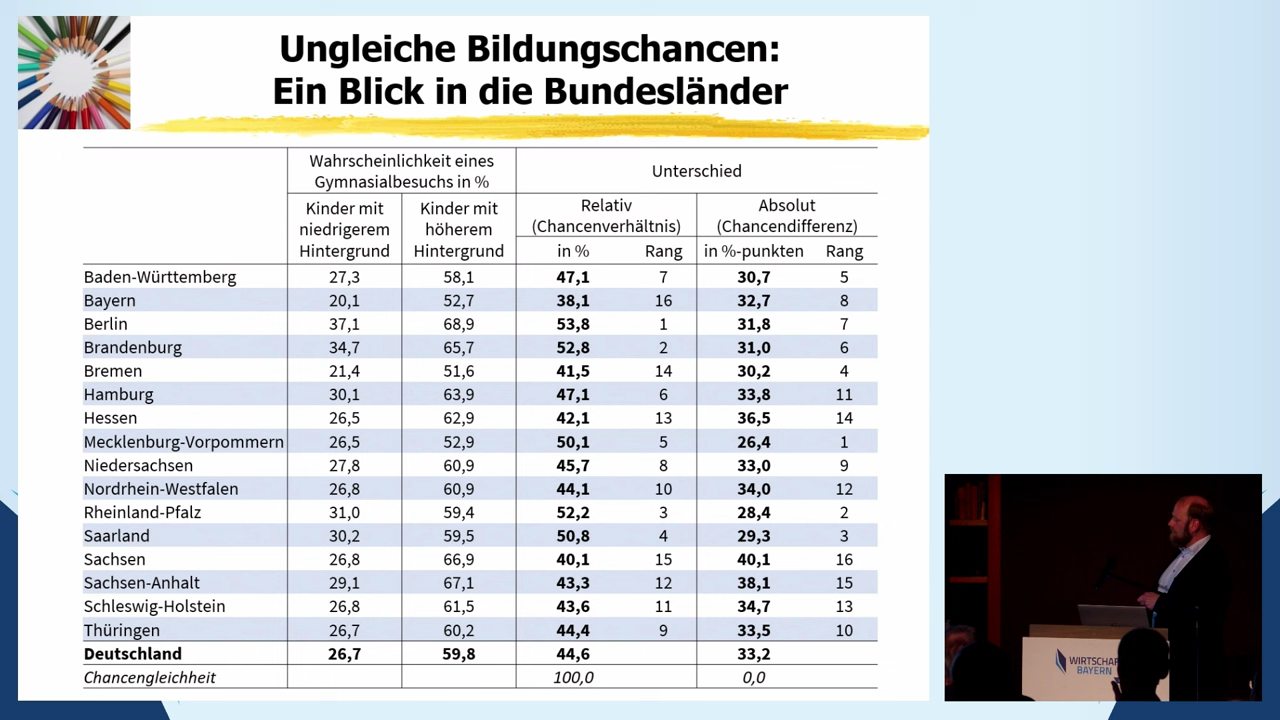 Ungleiche Bildungschancen:
Ein Blick in die Bundesländer
Wahrscheinlichkeit eines
Gymnasialbesuchs in %
Unterschied
Kinder mit
niedrigerem
Hintergrund
Kinder mit
höherem
Hintergrund
Relativ
(Chancenverhältnis)
Absolut
(Chancendifferenz)
in % Rang in %-punkten Rang
Baden-Württemberg 27,3 58,1 47,1 7 30,7 5
Bayern 20,1 52,7 38,1 16 32,7 8
Berlin 37,1 68,9 53,8 1 31,8 7
Brandenburg 34,7 65,7 52,8 2 31,0 6
Bremen 21,4 51,6 41,5 14 30,2 4
Hamburg 30,1 63,9 47,1 6 33,8 11
Hessen 26,5 62,9 42,1 13 36,5 14
Mecklenburg-Vorpommern 26,5 52,9 50,1 5 26,4 1
Niedersachsen 27,8 60,9 45,7 8 33,0 9
Nordrhein-Westfalen 26,8 60,9 44,1 10 34,0 12
Rheinland-Pfalz 31,0 59,4 52,2 3 28,4 2
Saarland 30,2 59,5 50,8 4 29,3 3
Sachsen 26,8 66,9 40,1 15 40,1 16
Sachsen-Anhalt 29,1 67,1 43,3 12 38,1 15
Schleswig-Holstein 26,8 61,5 43,6 11 34,7 13
Thüringen 26,7 60,2 44,4 9 33,5 10
Deutschland 26,7 59,8 44,6 33,2
Chancengleichheit 100,0 0,0
BAYERN